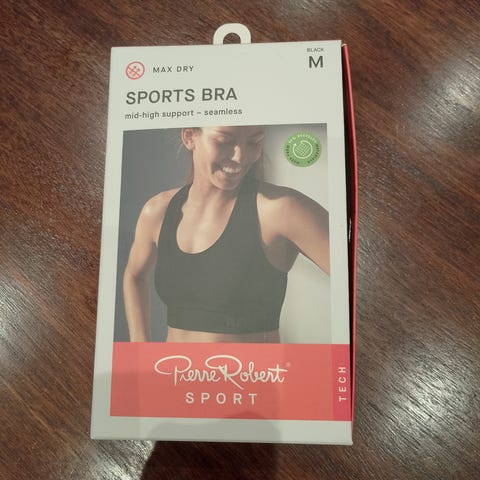 MAX DRY
BLACK
M
SPORTS BRA
mid-high support – seamless
Pierre Robert®
SPORT
TECH